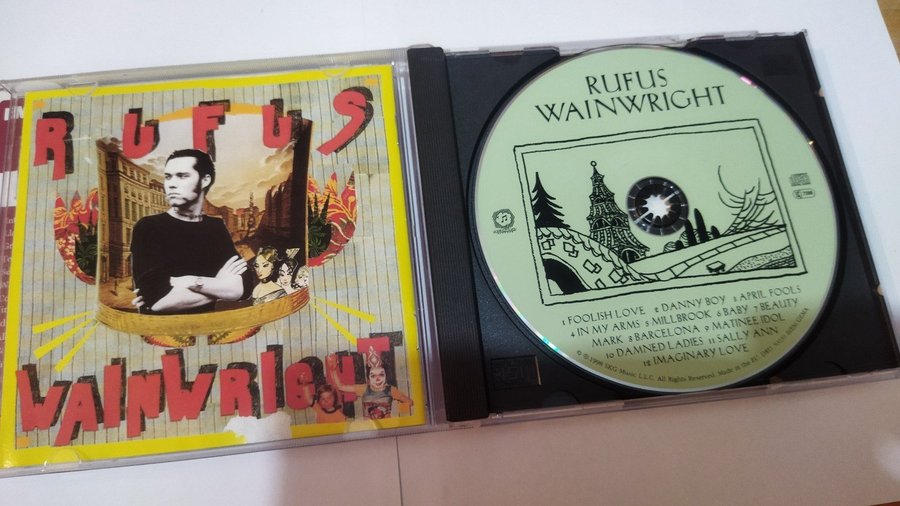 RUFUS
WAINWRIGHT
RUFUS
WAINWRIGHT
1 FOOLISH LOVE 2 DANNY BOY 3 APRIL FOOLS
4 IN MY ARMS 5 MILLBROOK 6 BABY 7 BEAUTY
MARK 8 BARCELONA 9 MATINEE IDOL
10 DAMNED LADIES 11 SALLY ANN
12 IMAGINARY LOVE